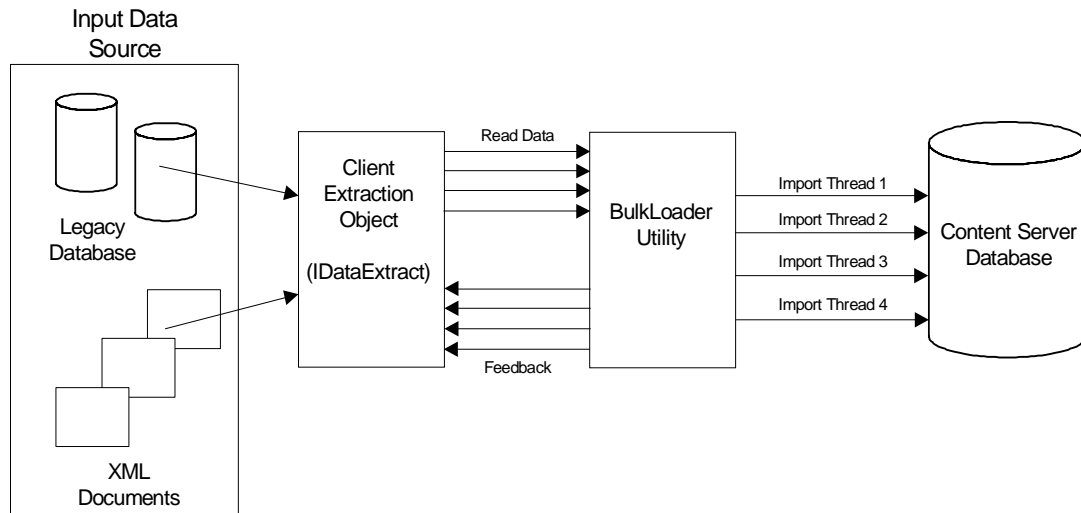 Input Data
Source
Legacy
Database
XML
Documents
Client
Extraction
Object
(IDataExtract)
Read Data
Feedback
BulkLoader
Utility
Import Thread 1
Import Thread 2
Import Thread 3
Import Thread 4
Content Server
Database